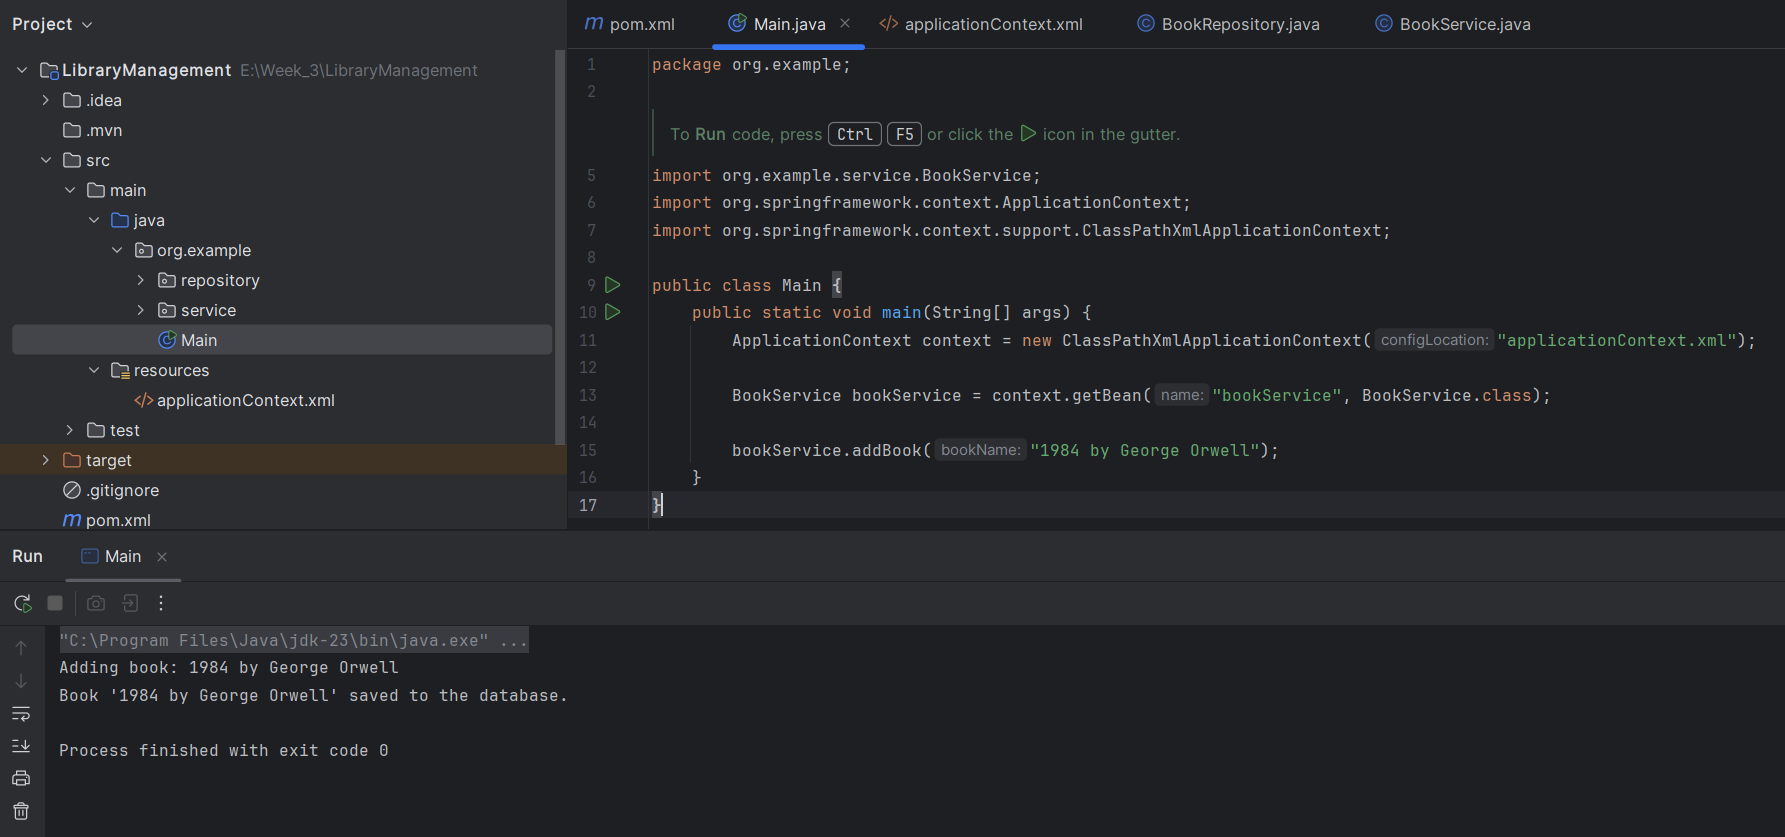 Project
LibraryManagement E:\Week_3\LibraryManagement
.idea
.mvn
src
main
java
org.example
repository
service
Main
resources
applicationContext.xml
test
target
.gitignore
pom.xml
pom.xml Main.java applicationContext.xml BookRepository.java BookService.java
1 package org.example;
2
To Run code, press Ctrl F5 or click the icon in the gutter.
5 import org.example.service.BookService;
6 import org.springframework.context.ApplicationContext;
7 import org.springframework.context.support.ClassPathXmlApplicationContext;
8
9 public class Main {
10 public static void main(String[] args) {
11 ApplicationContext context = new ClassPathXmlApplicationContext( configLocation: "applicationContext.xml");
12
13 BookService bookService = context.getBean( name: "bookService", BookService.class);
14
15 bookService.addBook( bookName: "1984 by George Orwell");
16 }
17 }
Run Main
"C:\Program Files\Java\jdk-23\bin\java.exe" ...
Adding book: 1984 by George Orwell
Book '1984 by George Orwell' saved to the database.
Process finished with exit code 0